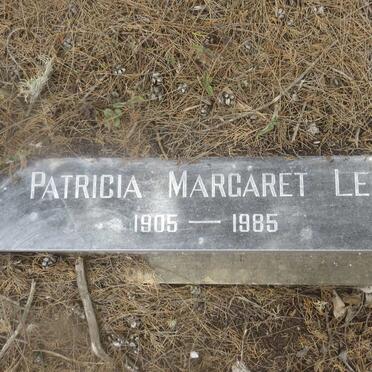 PATRICIA MARGARET LE
1905 — 1985